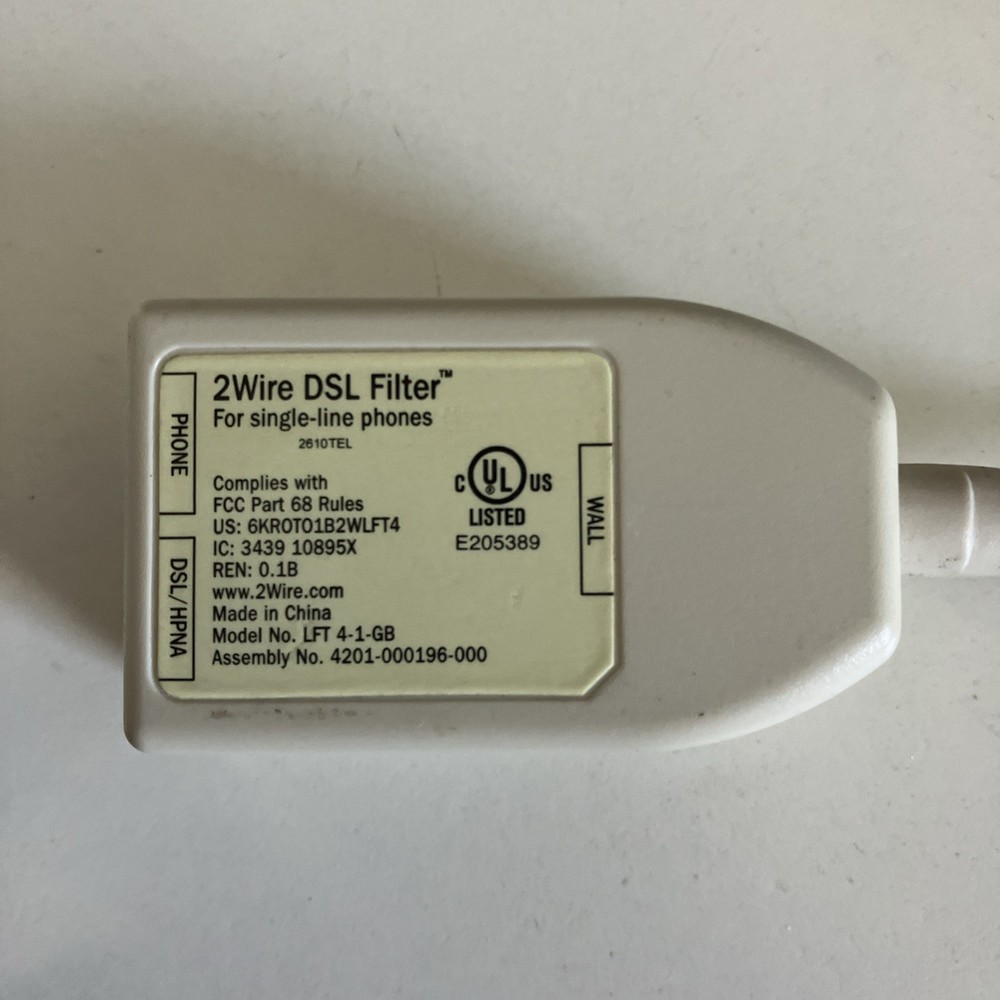 2Wire DSL Filter™
For single-line phones
2610TEL
PHONE
DSL/HPNA
Complies with
FCC Part 68 Rules
US: 6KROTO1B2WLFT4
IC: 3439 10895X
REN: 0.1B
www.2Wire.com
Made in China
Model No. LFT 4-1-GB
Assembly No. 4201-000196-000
C UL ® US
LISTED
E205389
WALL